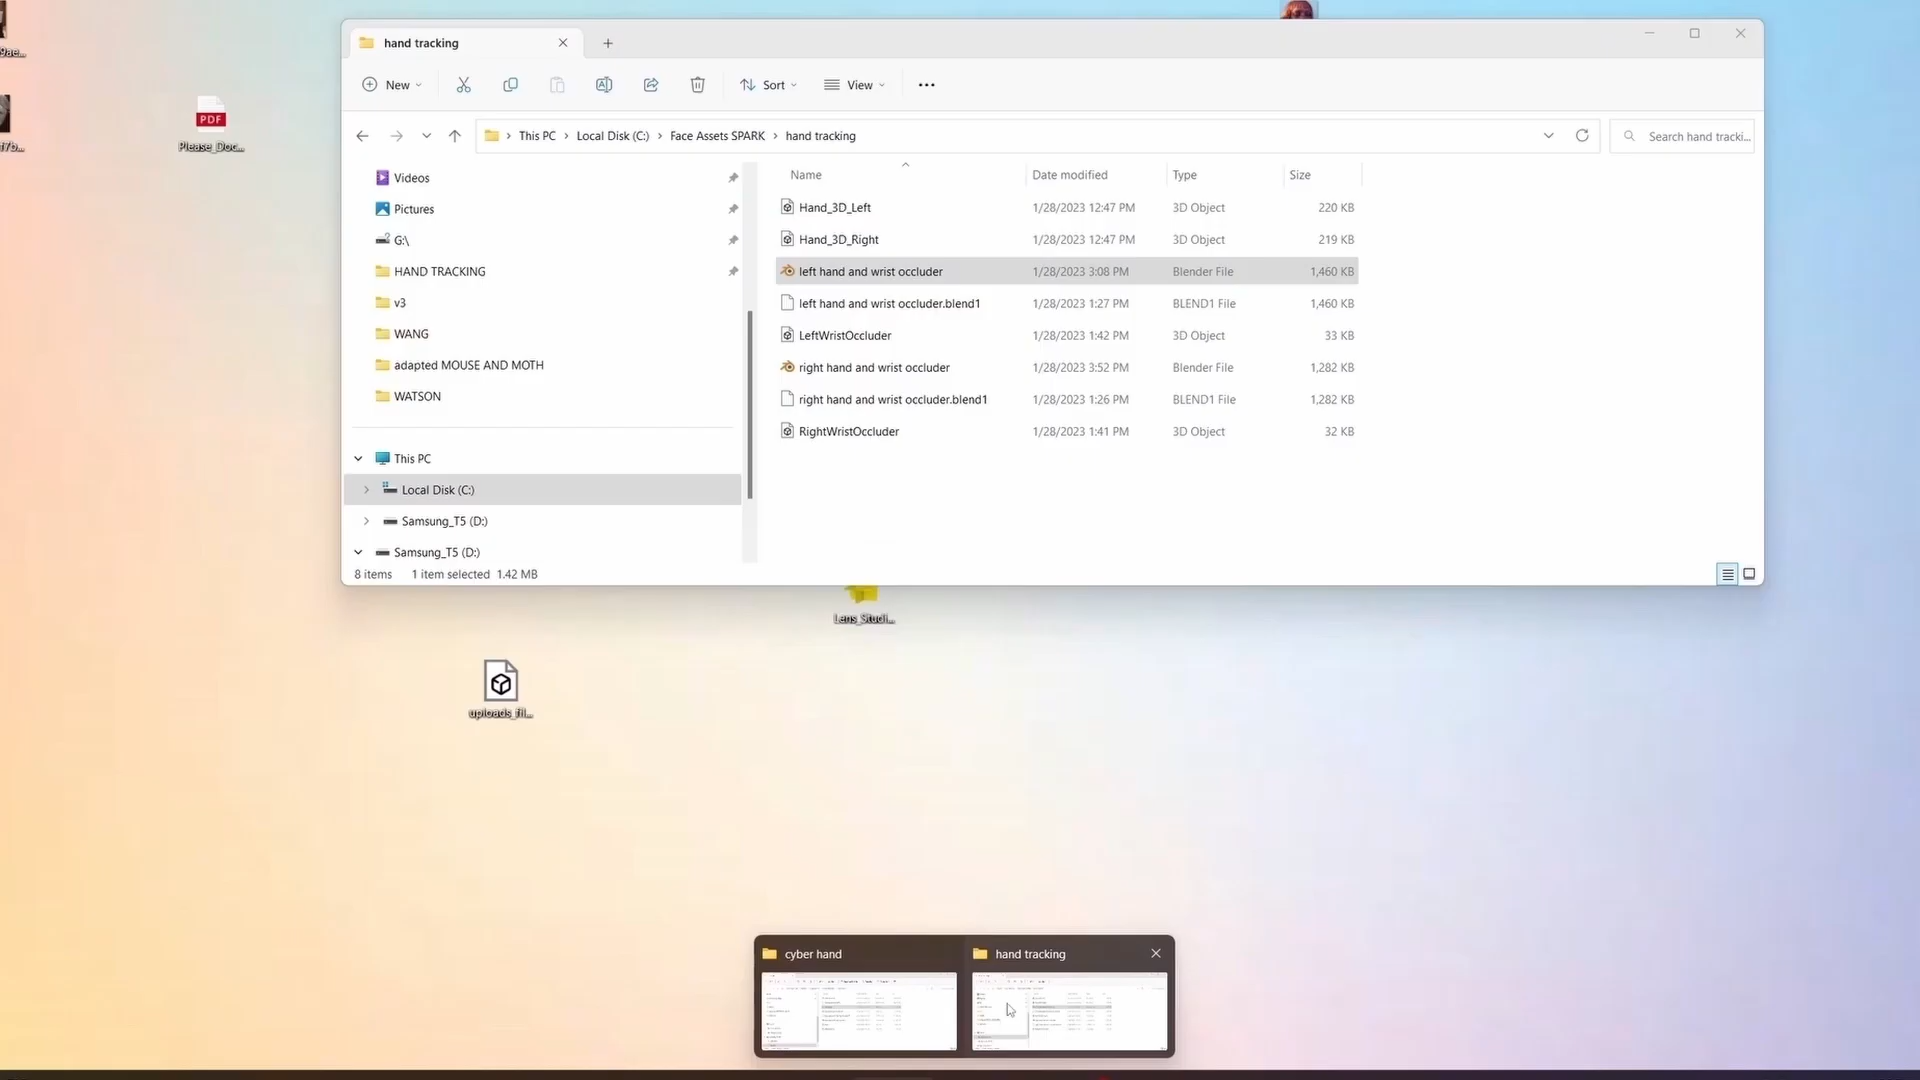 9ae...
f7b...
PDF
Please_Doc...
hand tracking
New
Sort
View
This PC > Local Disk (C:) > Face Assets SPARK > hand tracking
Search hand tracki...
Videos
Pictures
G:\
HAND TRACKING
v3
WANG
adapted MOUSE AND MOTH
WATSON
This PC
Local Disk (C:)
Samsung_T5 (D:)
Samsung_T5 (D:)
Name Date modified Type Size
Hand_3D_Left 1/28/2023 12:47 PM 3D Object 220 KB
Hand_3D_Right 1/28/2023 12:47 PM 3D Object 219 KB
left hand and wrist occluder 1/28/2023 3:08 PM Blender File 1,460 KB
left hand and wrist occluder.blend1 1/28/2023 1:27 PM BLEND1 File 1,460 KB
LeftWristOccluder 1/28/2023 1:42 PM 3D Object 33 KB
right hand and wrist occluder 1/28/2023 3:52 PM Blender File 1,282 KB
right hand and wrist occluder.blend1 1/28/2023 1:26 PM BLEND1 File 1,282 KB
RightWristOccluder 1/28/2023 1:41 PM 3D Object 32 KB
8 items 1 item selected 1.42 MB
Lens_Studi...
uploads_fil...
cyber hand
hand tracking